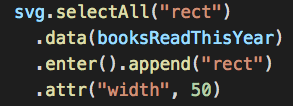 svg.selectAll("rect")
  .data(booksReadThisYear)
  .enter().append("rect")
  .attr("width", 50)